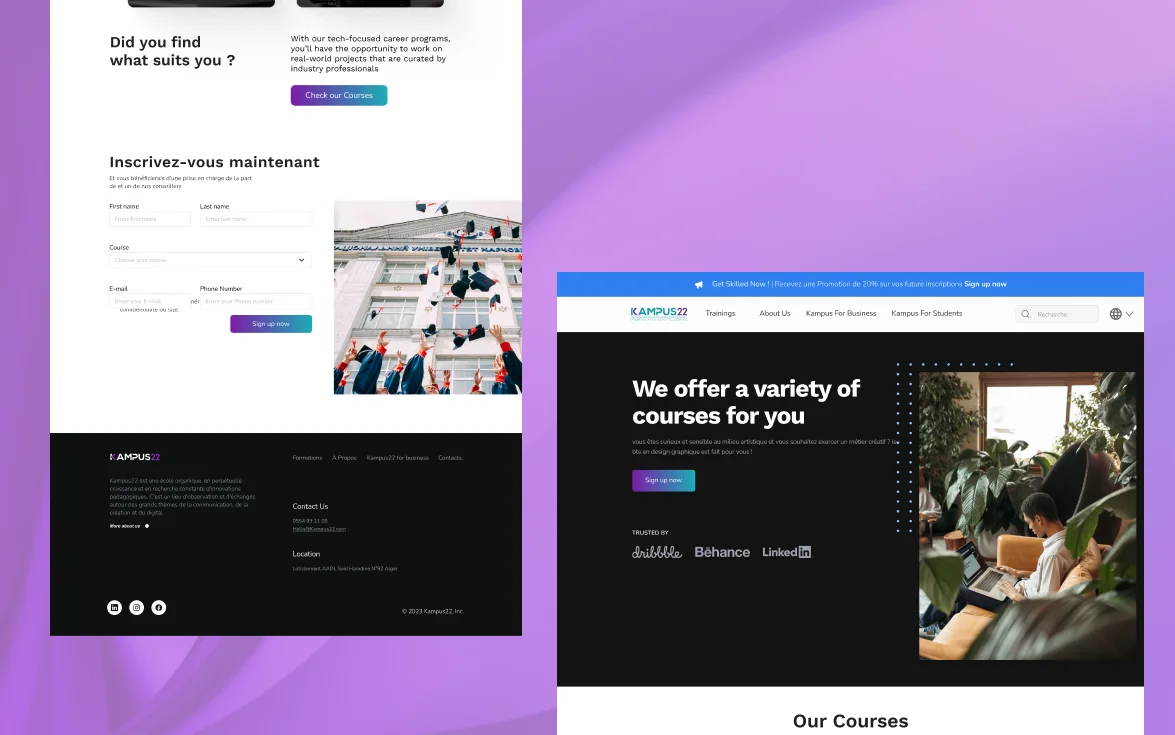 Did you find
what suits you ?
With our tech-focused career programs,
you'll have the opportunity to work on
real-world projects that are curated by
industry professionals
Check our Courses
Inscrivez-vous maintenant
Et vous bénéficierais d'une prise en charge de la part
de et un de nos conseillers
First name
Last name
Enter first name
Enter last name
Course
Choose your course
E-mail
Phone Number
Enter your E-mail
Enter your Phone number
confidentialité du site.
Sign up now
KAMPUS22
Formations
À Propos
Kampus22 for business
Contacts.
Kampus22 est une école organique, en perpétuelle
croissance et en recherche constante d'innovations
pédagogiques. C'est un lieu d'observation et d'échanges
autour des grands thèmes de la communication, de la
création et du digital.
More about us
Contact Us
0554 93 11 09
Hello@Kampus22.com
Location
Lotissement AADL Said Hamdine N°92 Alger
© 2023 Kampus22, Inc.
Get Skilled Now ! | Recevez une Promotion de 20% sur vos future inscriptions Sign up now
KAMPUS22
Trainings
About Us
Kampus For Business
Kampus For Students
Recherche
We offer a variety of
courses for you
vous êtes curieux et sensible au milieu artistique et vous souhaitez exercer un métier créatif ? le
bts en design graphique est fait pour vous !
Sign up now
TRUSTED BY
dribbble
Bēhance
Linked in
Our Courses